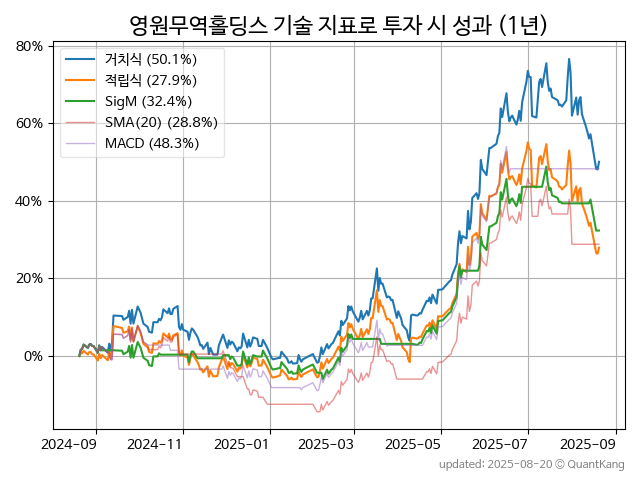 영원무역홀딩스 기술 지표로 투자 시 성과 (1년)
80%
60%
40%
20%
0%
거치식 (50.1%)
적립식 (27.9%)
SigM (32.4%)
SMA(20) (28.8%)
MACD (48.3%)
2024-09 2024-11 2025-01 2025-03 2025-05 2025-07 2025-09
updated: 2025-08-20 © QuantKang